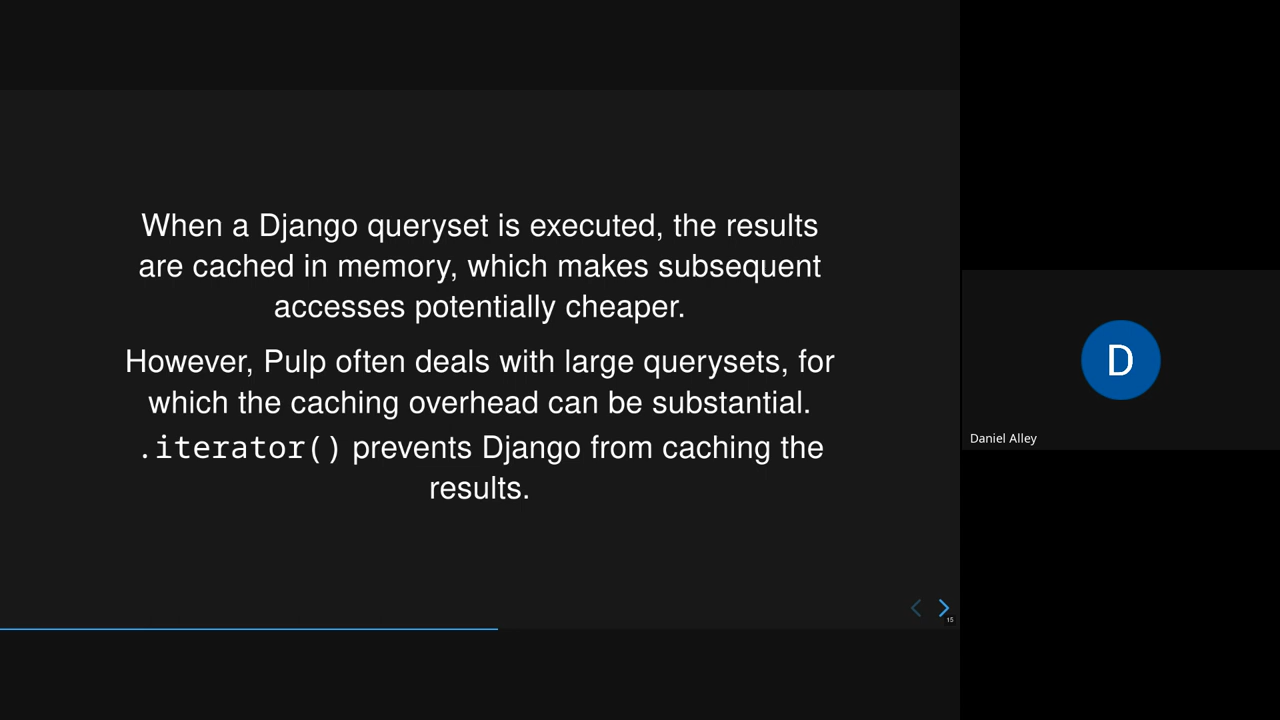 When a Django queryset is executed, the results
are cached in memory, which makes subsequent
accesses potentially cheaper.
However, Pulp often deals with large querysets, for
which the caching overhead can be substantial.
.iterator() prevents Django from caching the
results.
15
D
Daniel Alley